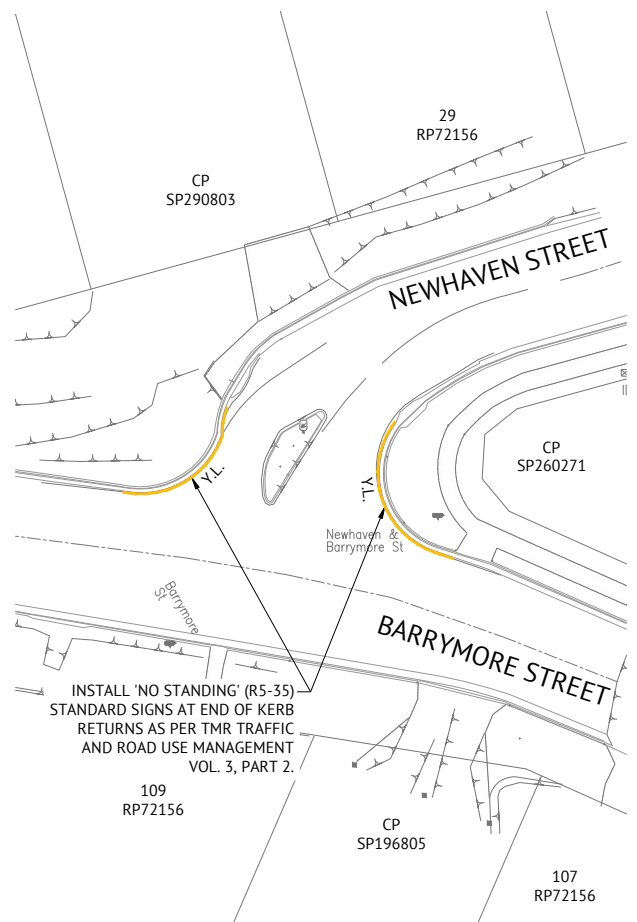 29
RP72156
CP
SP290803
NEWHAVEN STREET
CP
SP260271
Y.L.
Y.L.
Newhaven &
Barrymore St
Barrymore
St
BARRYMORE STREET
INSTALL 'NO STANDING' (R5-35)
STANDARD SIGNS AT END OF KERB
RETURNS AS PER TMR TRAFFIC
AND ROAD USE MANAGEMENT
VOL. 3, PART 2.
109
RP72156
CP
SP196805
107
RP72156